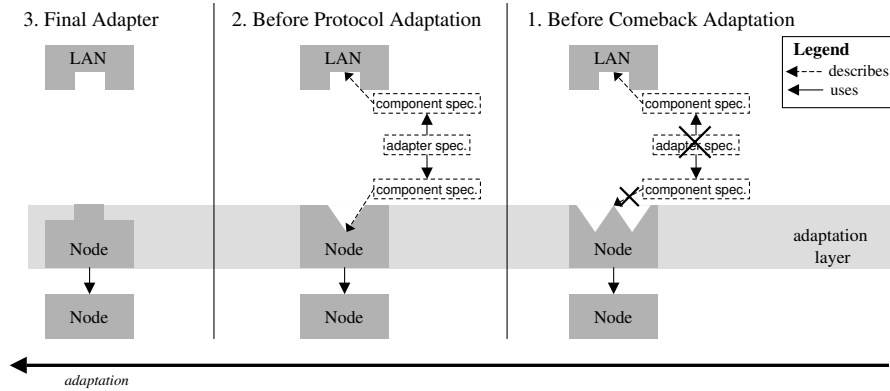 3. Final Adapter
2. Before Protocol Adaptation
1. Before Comeback Adaptation
LAN
LAN
LAN
Legend
describes
uses
component spec.
component spec.
adapter spec.
adapter spec.
component spec.
component spec.
Node
Node
Node
adaptation
layer
Node
Node
Node
adaptation